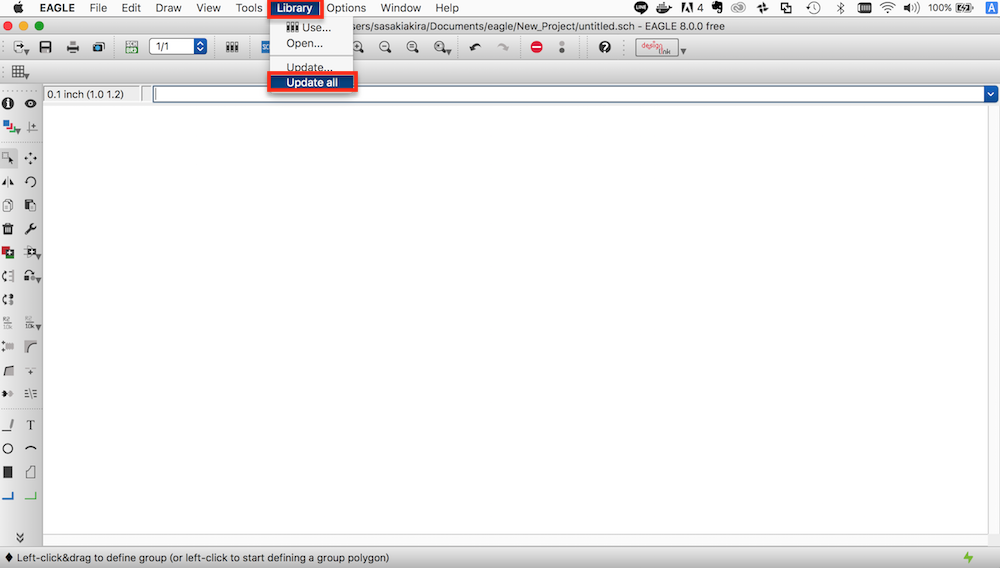 EAGLE File Edit Draw View Tools Library Options Window Help 4 100% A
sers/sasakiakira/Documents/eagle/New_Project/untitled.sch - EAGLE 8.0.0 free
1/1
design link
Use...
Open...
Update...
Update all
0.1 inch (1.0 1.2)
T
Left-click&drag to define group (or left-click to start defining a group polygon)